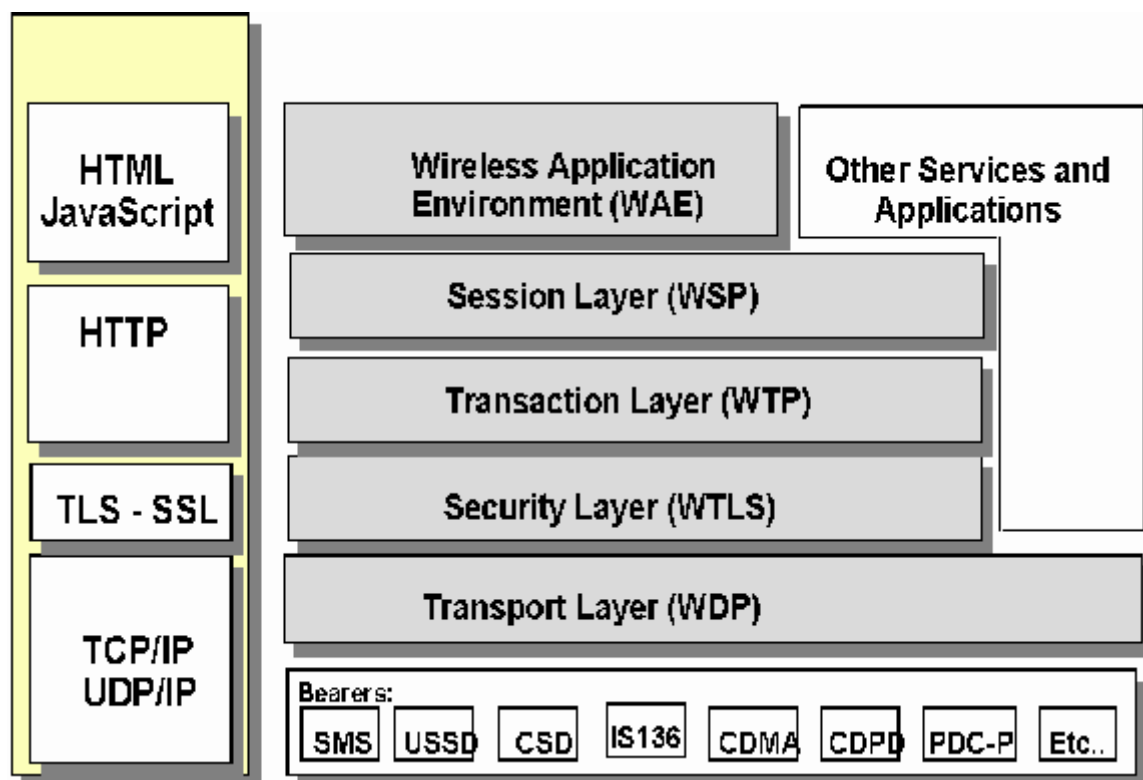 HTML
JavaScript
HTTP
TLS - SSL
TCP/IP
UDP/IP
Wireless Application
Environment (WAE)
Other Services and
Applications
Session Layer (WSP)
Transaction Layer (WTP)
Security Layer (WTLS)
Transport Layer (WDP)
Bearers:
SMS
USSD
CSD
IS136
CDMA
CDPD
PDC-P
Etc..